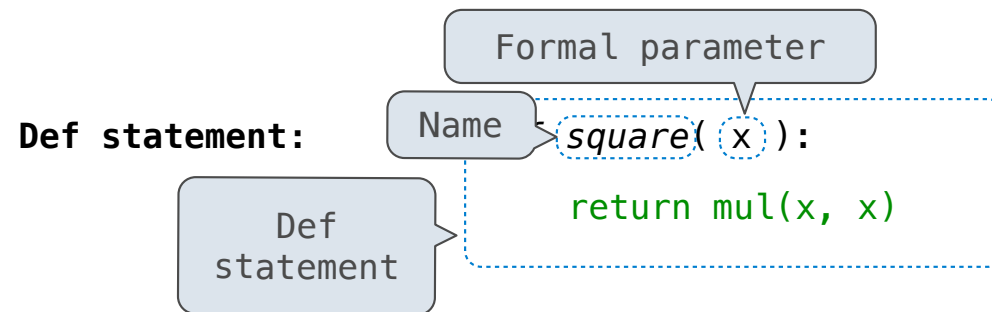 Formal parameter
Name
Def statement:
square( x ):
return mul(x, x)
Def
statement